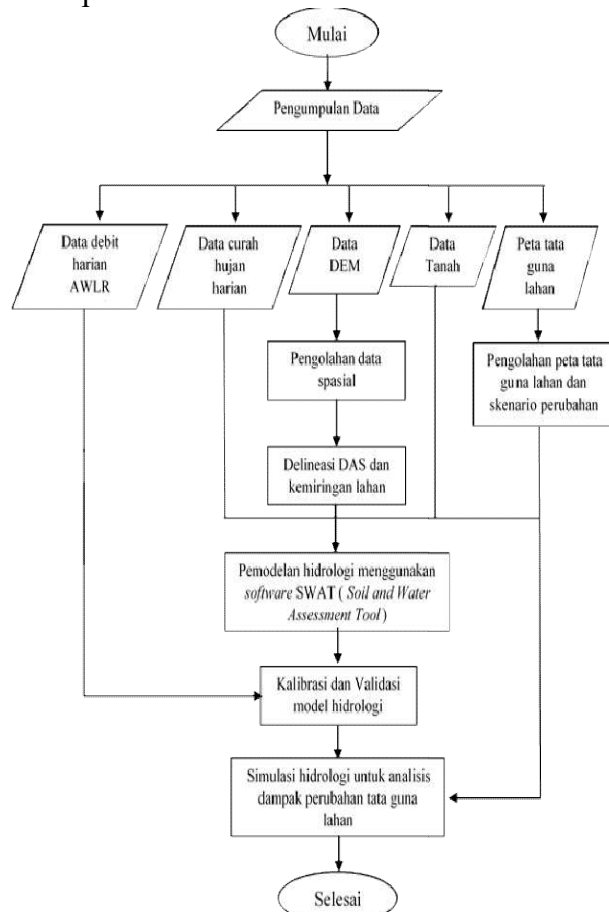 Mulai
Pengumpulan Data
Data debit
harian
AWLR
Data curah
hujan
harian
Data
DEM
Data
Tanah
Peta tata
guna
lahan
Pengolahan data
spasial
Pengolahan peta tata
guna lahan dan
skenario perubahan
Delineasi DAS dan
kemiringan lahan
Pemodelan hidrologi menggunakan
software SWAT ( Soil and Water
Assessment Tool )
Kalibrasi dan Validasi
model hidrologi
Simulasi hidrologi untuk analisis
dampak perubahan tata guna
lahan
Selesai